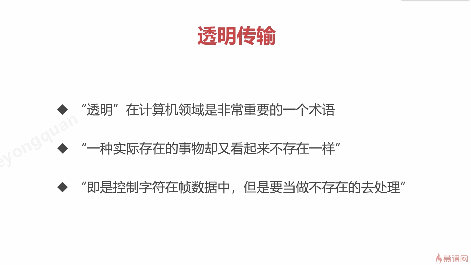 透明传输
◆ “透明”在计算机领域是非常重要的一个术语
◆ “一种实际存在的事物却又看起来不存在一样”
◆ “即是控制字符在帧数据中，但是要当做不存在的去处理”
eyongquan
慕课网